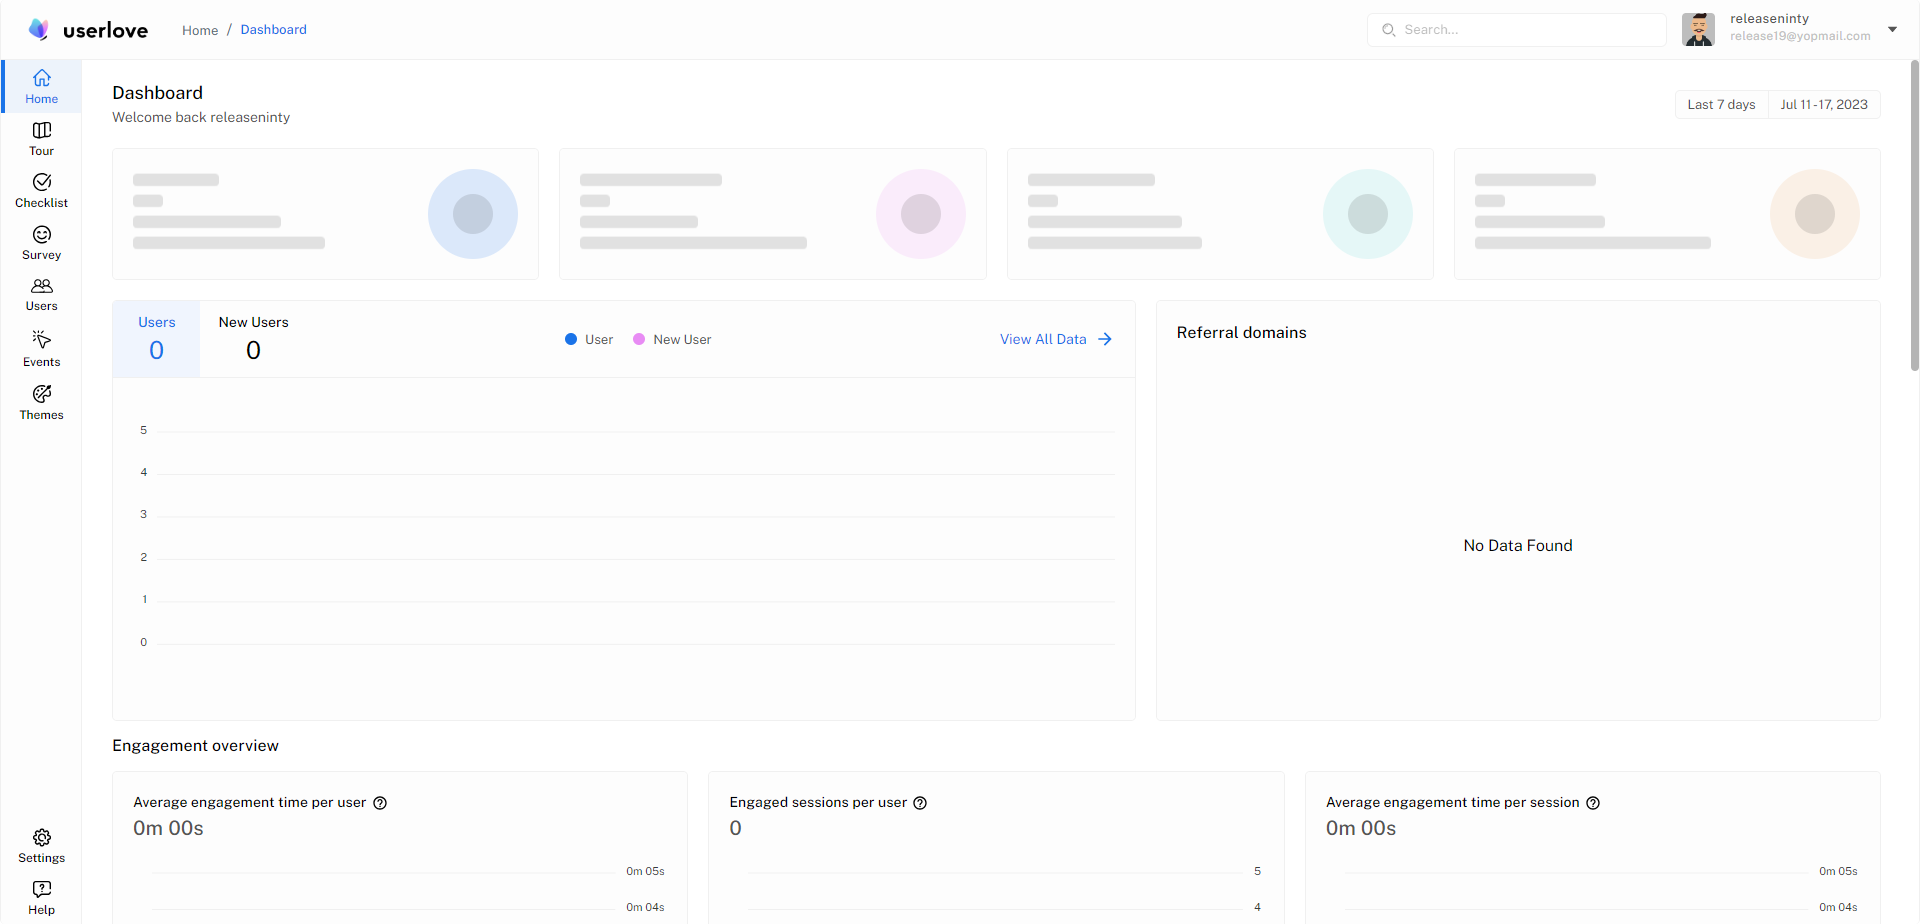 userlove
Home / Dashboard
Search...
releaseninty
release19@yopmail.com
Home
Tour
Checklist
Survey
Users
Events
Themes
Settings
Help
Dashboard
Welcome back releaseninty
Last 7 days
Jul 11-17, 2023
Users
0
New Users
0
User
New User
View All Data
5
4
3
2
1
0
Referral domains
No Data Found
Engagement overview
Average engagement time per user ?
0m 00s
0m 05s
0m 04s
Engaged sessions per user ?
0
5
4
Average engagement time per session ?
0m 00s
0m 05s
0m 04s